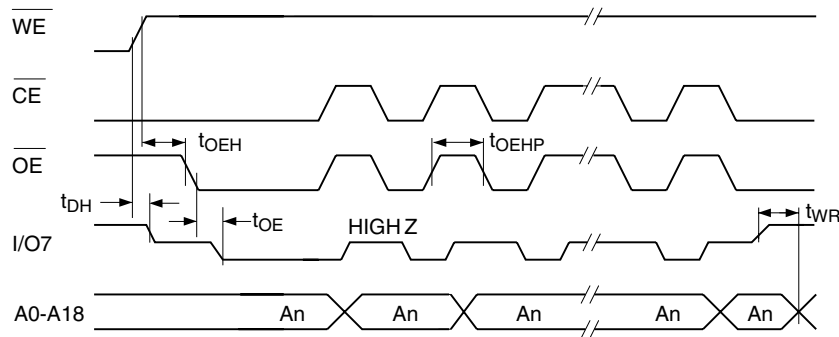 WE
CE
tOEH
tOEHP
OE
tDH
tOE
HIGH Z
tWR
I/O7
A0-A18
An An An An An